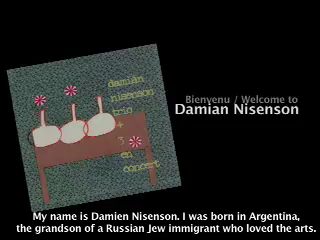 damián
nisenson
trio
+
3
en
concert
Bienvenu / Welcome to
Damian Nisenson
My name is Damien Nisenson. I was born in Argentina,
the grandson of a Russian Jew immigrant who loved the arts.